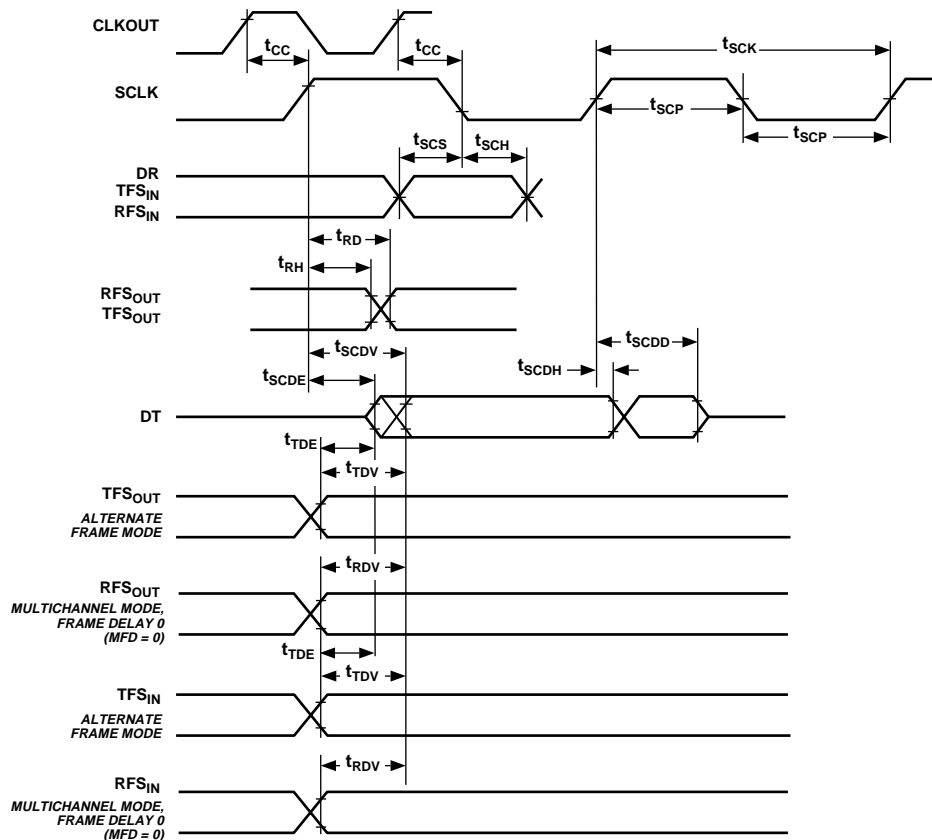 CLKOUT
tCC
tCC
tSCK
SCLK
tSCP
tSCP
tSCS
tSCH
DR
TFSIN
RFSIN
tRD
tRH
RFSOUT
TFSOUT
tSCDV
tSCDD
tSCDE
tSCDH
DT
tTDE
tTDV
TFSOUT
ALTERNATE
FRAME MODE
tRDV
RFSOUT
MULTICHANNEL MODE,
FRAME DELAY 0
(MFD = 0)
tTDE
tTDV
TFSIN
ALTERNATE
FRAME MODE
tRDV
RFSIN
MULTICHANNEL MODE,
FRAME DELAY 0
(MFD = 0)